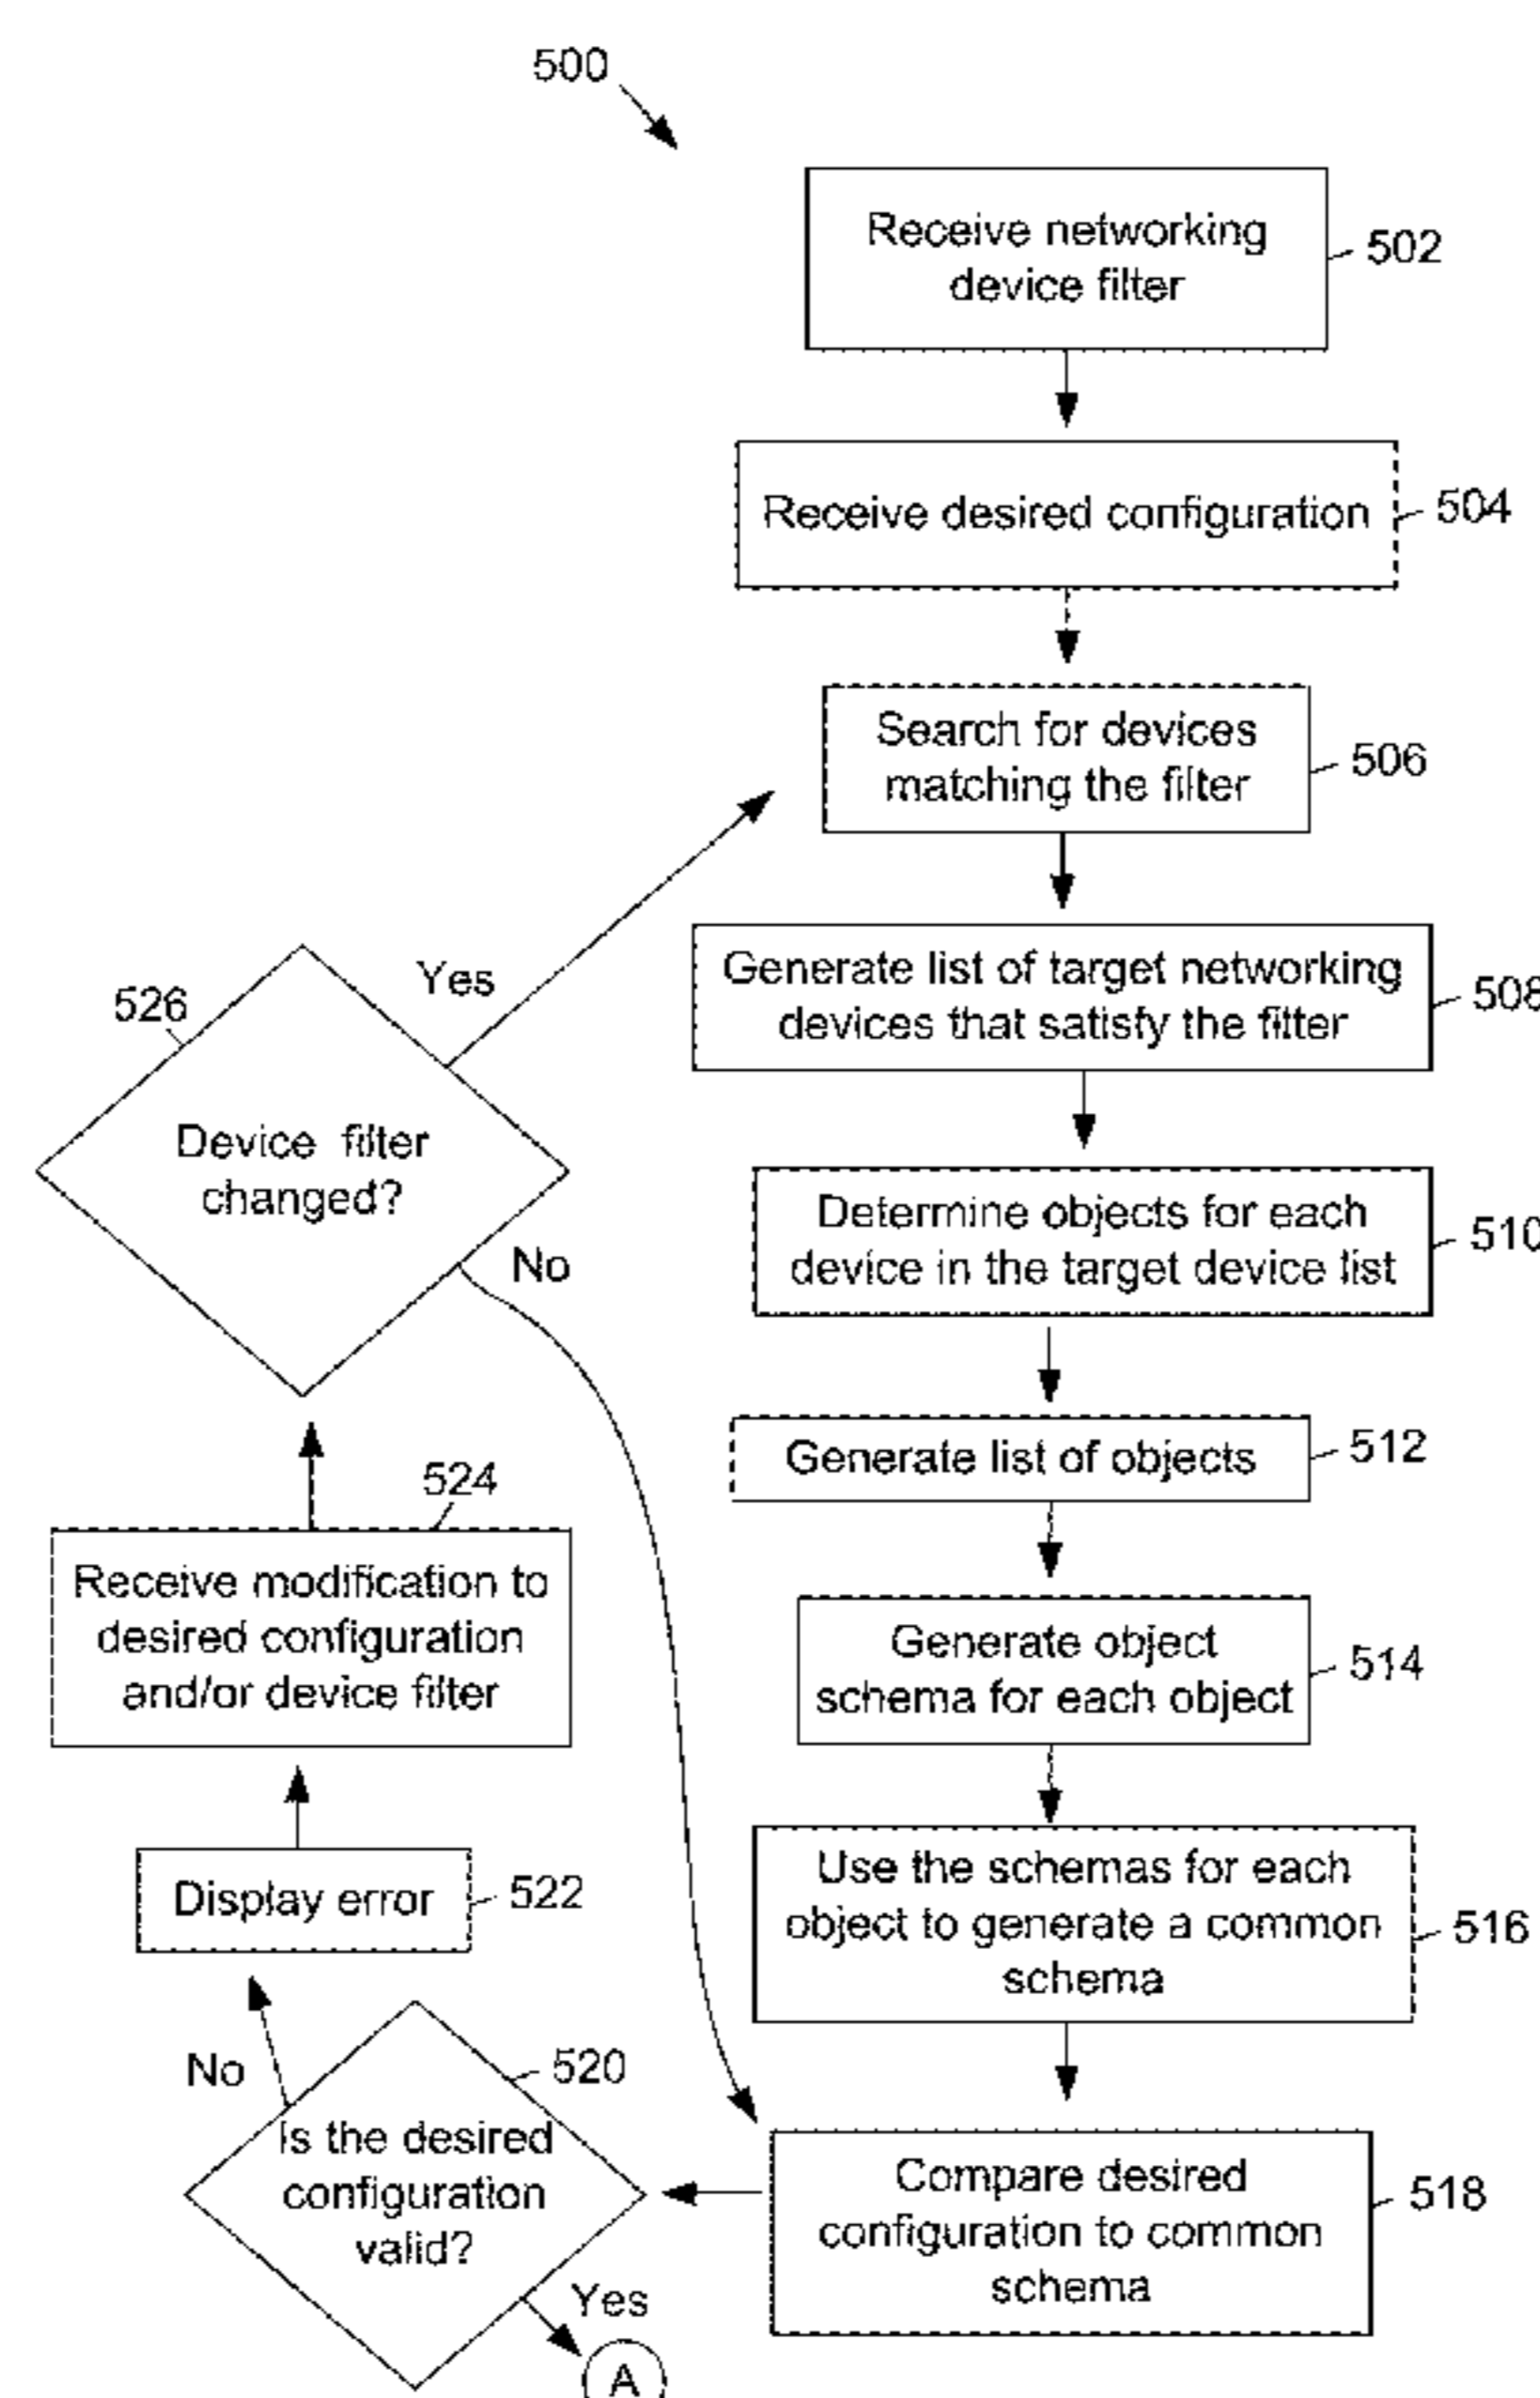 500
Receive networking
device filter
502
Receive desired configuration
504
Search for devices
matching the filter
506
Generate list of target networking
devices that satisfy the filter
508
Determine objects for each
device in the target device list
510
Generate list of objects
512
Generate object
schema for each object
514
Use the schemas for each
object to generate a common
schema
516
Compare desired
configuration to common
schema
518
Is the desired
configuration
valid?
520
Yes
A
No
Display error
522
Receive modification to
desired configuration
and/or device filter
524
Device filter
changed?
526
Yes
No